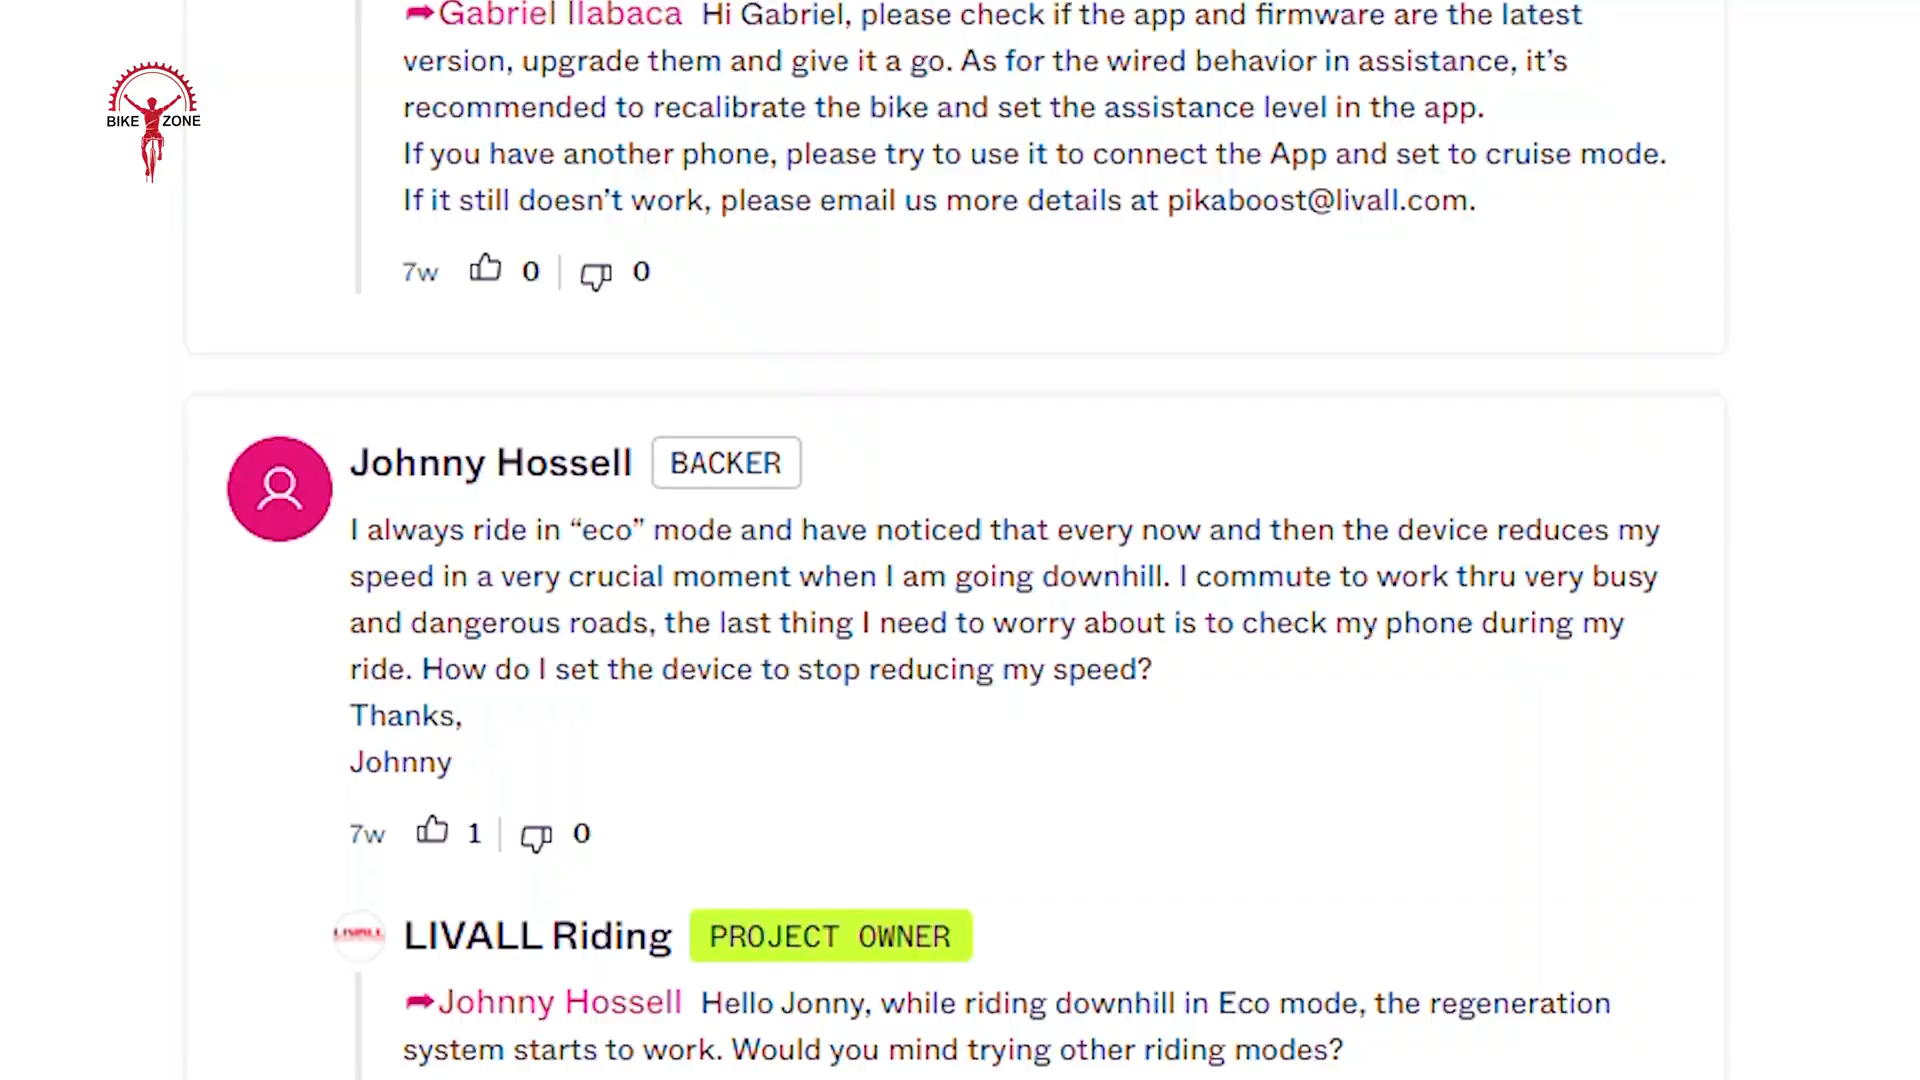 Gabriel Ilabaca Hi Gabriel, please check if the app and firmware are the latest
version, upgrade them and give it a go. As for the wired behavior in assistance, it's
recommended to recalibrate the bike and set the assistance level in the app.
If you have another phone, please try to use it to connect the App and set to cruise mode.
If it still doesn't work, please email us more details at pikaboost@livall.com.
BIKE ZONE
7w 0 0
Johnny Hossell BACKER
I always ride in “eco” mode and have noticed that every now and then the device reduces my
speed in a very crucial moment when I am going downhill. I commute to work thru very busy
and dangerous roads, the last thing I need to worry about is to check my phone during my
ride. How do I set the device to stop reducing my speed?
Thanks,
Johnny
7w 1 0
LIVALL LIVALL Riding PROJECT OWNER
Johnny Hossell Hello Jonny, while riding downhill in Eco mode, the regeneration
system starts to work. Would you mind trying other riding modes?